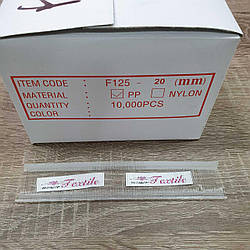 ITEM CODE : F125 - 20 (mm)
MATERIAL : ☑ PP ☐ NYLON
QUANTITY : 10,000PCS
COLOR :
Textile Textile